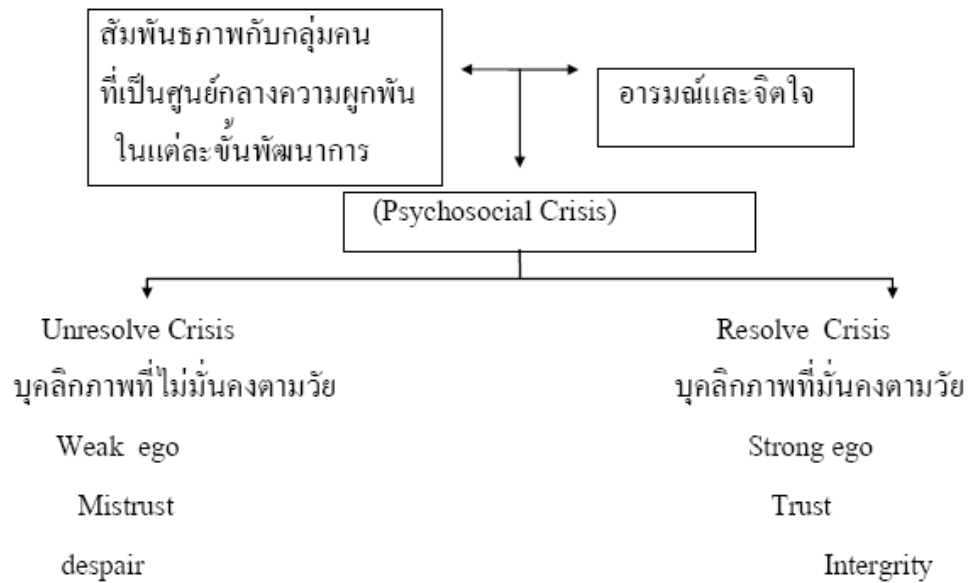 สัมพันธภาพกับกลุ่มคน
ที่เป็นศูนย์กลางความผูกพัน
ในแต่ละขั้นพัฒนาการ
อารมณ์และจิตใจ
(Psychosocial Crisis)
Unresolve Crisis
บุคลิกภาพที่ไม่มั่นคงตามวัย
Weak ego
Mistrust
despair
Resolve Crisis
บุคลิกภาพที่มั่นคงตามวัย
Strong ego
Trust
Intergrity